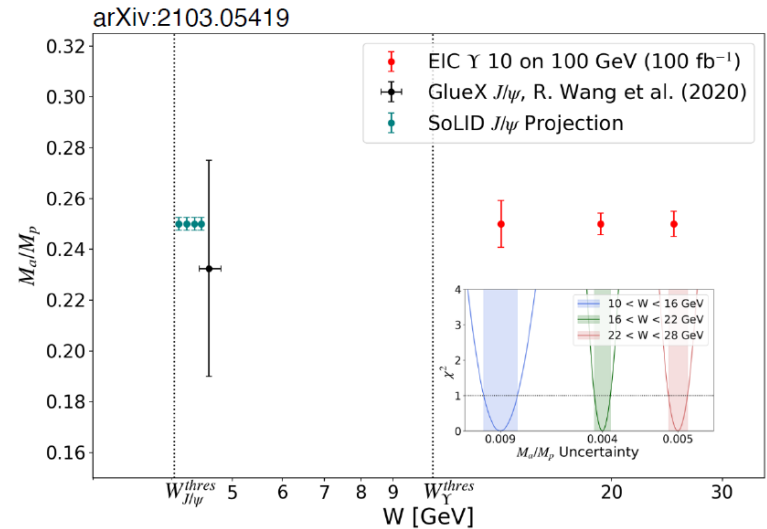 arXiv:2103.05419
0.32
0.30
0.28
0.26
0.24
0.22
0.20
0.18
0.16
M_a/M_p
EIC ϒ 10 on 100 GeV (100 fb⁻¹)
GlueX J/ψ, R. Wang et al. (2020)
SoLID J/ψ Projection
4
3
2
1
0
χ²
10 < W < 16 GeV
16 < W < 22 GeV
22 < W < 28 GeV
0.009 0.004 0.005
M_a/M_p Uncertainty
W_{J/ψ}^{thres} 5 6 7 8 9 W_ϒ^{thres} 20 30
W [GeV]